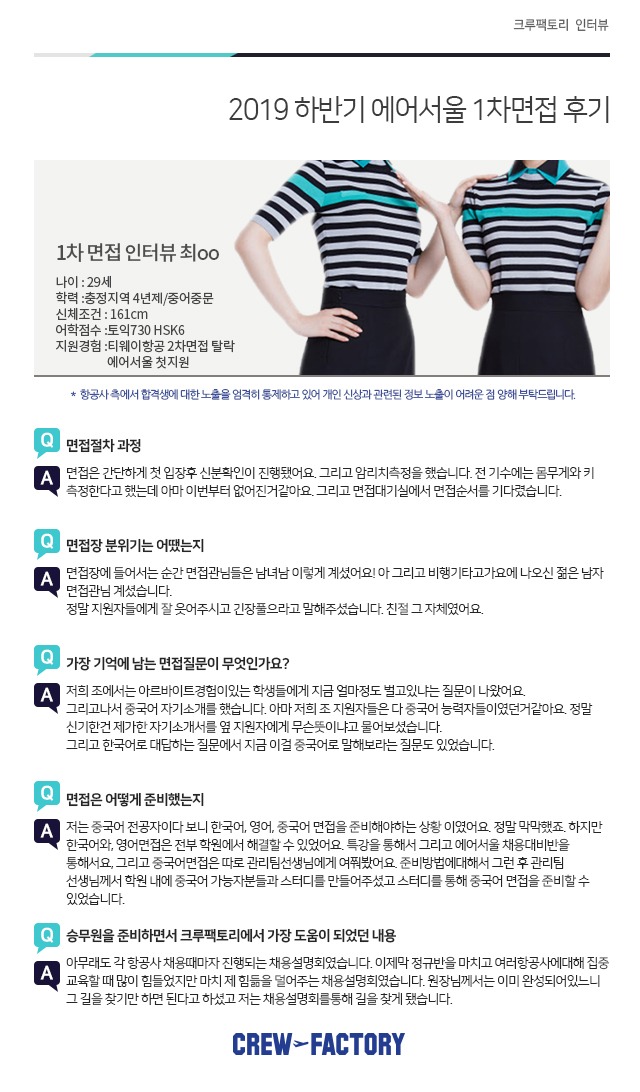 크루팩토리 인터뷰
2019 하반기 에어서울 1차면접 후기
1차 면접 인터뷰 최oo
나이 : 29세
학력 :충청지역 4년제/중어중문
신체조건 : 161cm
어학점수 :토익730 HSK6
지원경험 :티웨이항공 2차면접 탈락
에어서울 첫지원
* 항공사 측에서 합격생에 대한 노출을 엄격히 통제하고 있어 개인 신상과 관련된 정보 노출이 어려운 점 양해 부탁드립니다.
Q 면접절차 과정
A 면접은 간단하게 첫 입장후 신분확인이 진행됐어요. 그리고 암리치측정을 했습니다. 전 기수에는 몸무게와 키
측정한다고 했는데 아마 이번부터 없어진거같아요. 그리고 면접대기실에서 면접순서를 기다렸습니다.
Q 면접장 분위기는 어땠는지
A 면접장에 들어서는 순간 면접관님들은 남녀남 이렇게 계셨어요! 아 그리고 비행기타고가요에 나오신 젊은 남자
면접관님 계셨습니다.
정말 지원자들에게 잘 웃어주시고 긴장풀으라고 말해주셨습니다. 친절 그 자체였어요.
Q 가장 기억에 남는 면접질문이 무엇인가요?
A 저희 조에서는 아르바이트경험이있는 학생들에게 지금 얼마정도 벌고있냐는 질문이 나왔어요.
그리고나서 중국어 자기소개를 했습니다. 아마 저희 조 지원자들은 다 중국어 능력자들이였던거같아요. 정말
신기한건 제가한 자기소개서를 옆 지원자에게 무슨뜻이냐고 물어보셨습니다.
그리고 한국어로 대답하는 질문에서 지금 이걸 중국어로 말해보라는 질문도 있었습니다.
Q 면접은 어떻게 준비했는지
A 저는 중국어 전공자이다 보니 한국어, 영어, 중국어 면접을 준비해야하는 상황 이였어요. 정말 막막했죠. 하지만
한국어와, 영어면접은 전부 학원에서 해결할 수 있었어요. 특강을 통해서 그리고 에어서울 채용대비반을
통해서요, 그리고 중국어면접은 따로 관리팀선생님에게 여쭤봤어요. 준비방법에대해서 그런 후 관리팀
선생님께서 학원 내에 중국어 가능자분들과 스터디를 만들어주셨고 스터디를 통해 중국어 면접을 준비할 수
있었습니다.
Q 승무원을 준비하면서 크루팩토리에서 가장 도움이 되었던 내용
A 아무래도 각 항공사 채용때마자 진행되는 채용설명회였습니다. 이제막 정규반을 마치고 여러항공사에대해 집중
교육할 때 많이 힘들었지만 마치 제 힘듦을 덜어주는 채용설명회였습니다. 원장님께서는 이미 완성되어있느니
그 길을 찾기만 하면 된다고 하셨고 저는 채용설명회를통해 길을 찾게 됐습니다.
CREW FACTORY